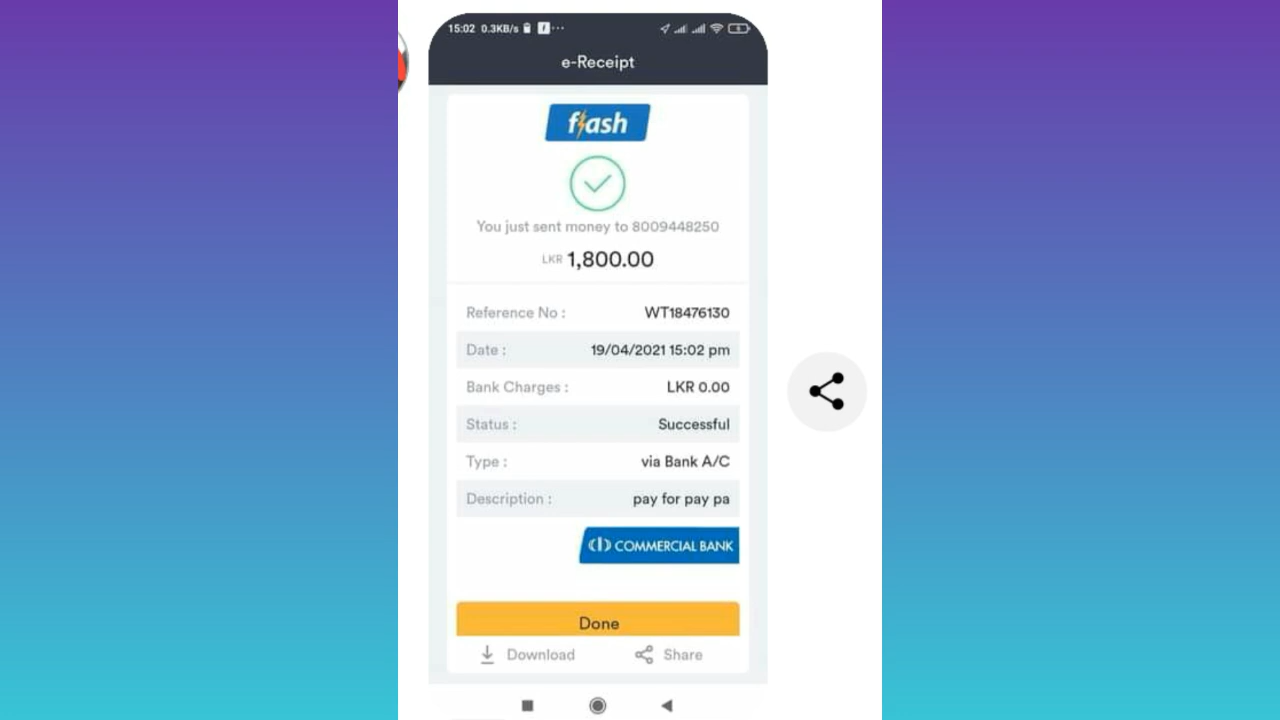 15:02 0.3KB/s
e-Receipt
flash
You just sent money to 8009448250
LKR 1,800.00
Reference No : WT18476130
Date : 19/04/2021 15:02 pm
Bank Charges : LKR 0.00
Status : Successful
Type : via Bank A/C
Description : pay for pay pa
COMMERCIAL BANK
Done
Download Share